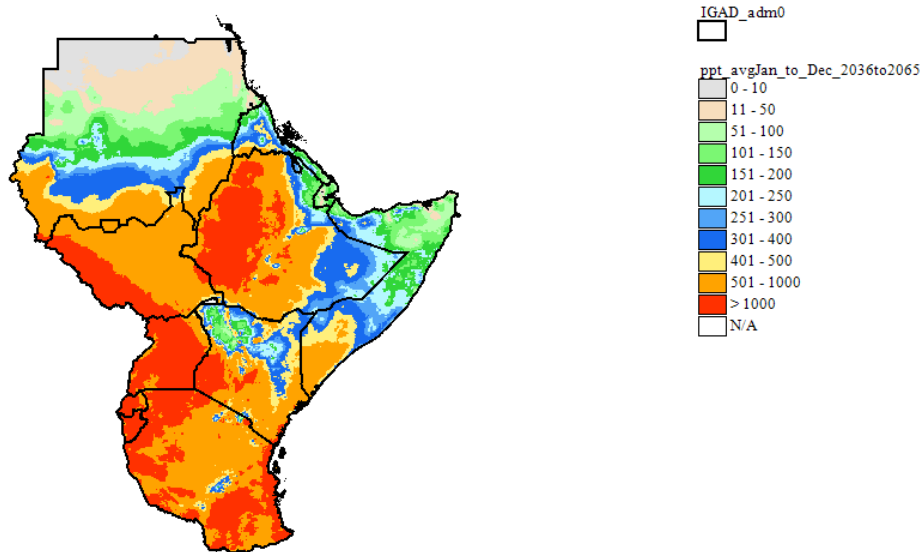 IGAD_adm0
ppt_avgJan_to_Dec_2036to2065
0 - 10
11 - 50
51 - 100
101 - 150
151 - 200
201 - 250
251 - 300
301 - 400
401 - 500
501 - 1000
> 1000
N/A